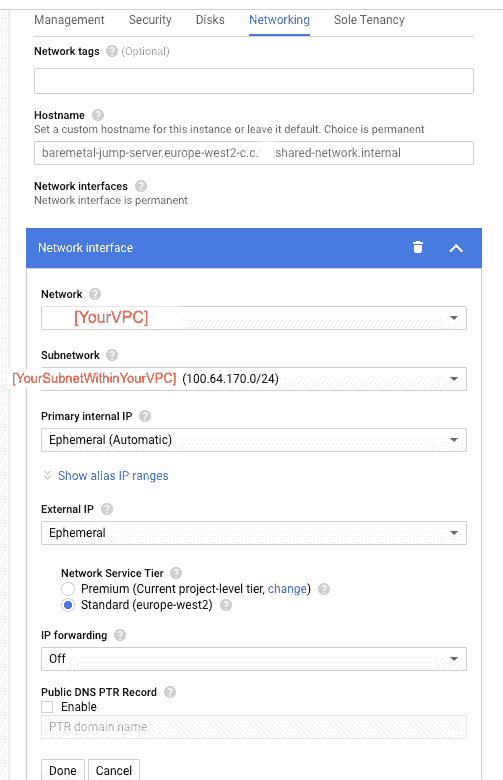 Management Security Disks Networking Sole Tenancy
Network tags (Optional)
Hostname
Set a custom hostname for this instance or leave it default. Choice is permanent
baremetal-jump-server.europe-west2-c.c. shared-network.internal
Network interfaces
Network interface is permanent
Network interface
Network
[YourVPC]
Subnetwork
[YourSubnetWithinYourVPC] (100.64.170.0/24)
Primary internal IP
Ephemeral (Automatic)
Show alias IP ranges
External IP
Ephemeral
Network Service Tier
Premium (Current project-level tier, change)
Standard (europe-west2)
IP forwarding
Off
Public DNS PTR Record
Enable
PTR domain name
Done Cancel